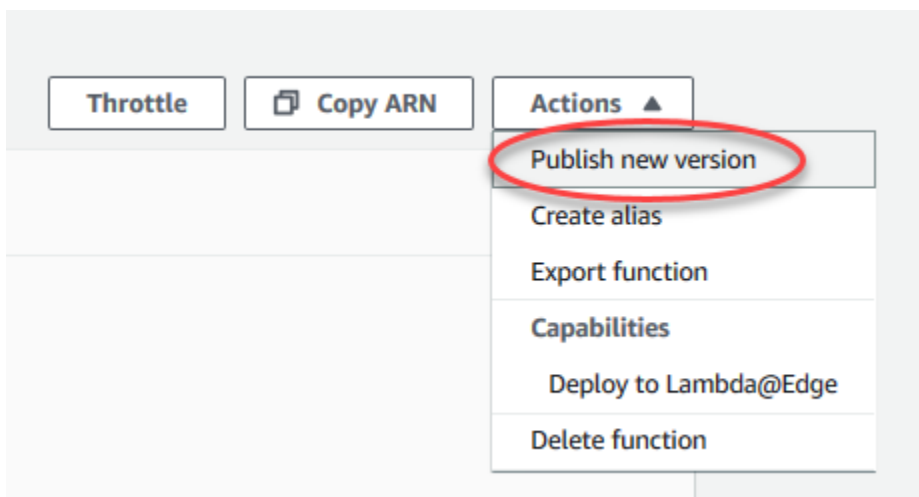 Throttle
Copy ARN
Actions
Publish new version
Create alias
Export function
Capabilities
Deploy to Lambda@Edge
Delete function